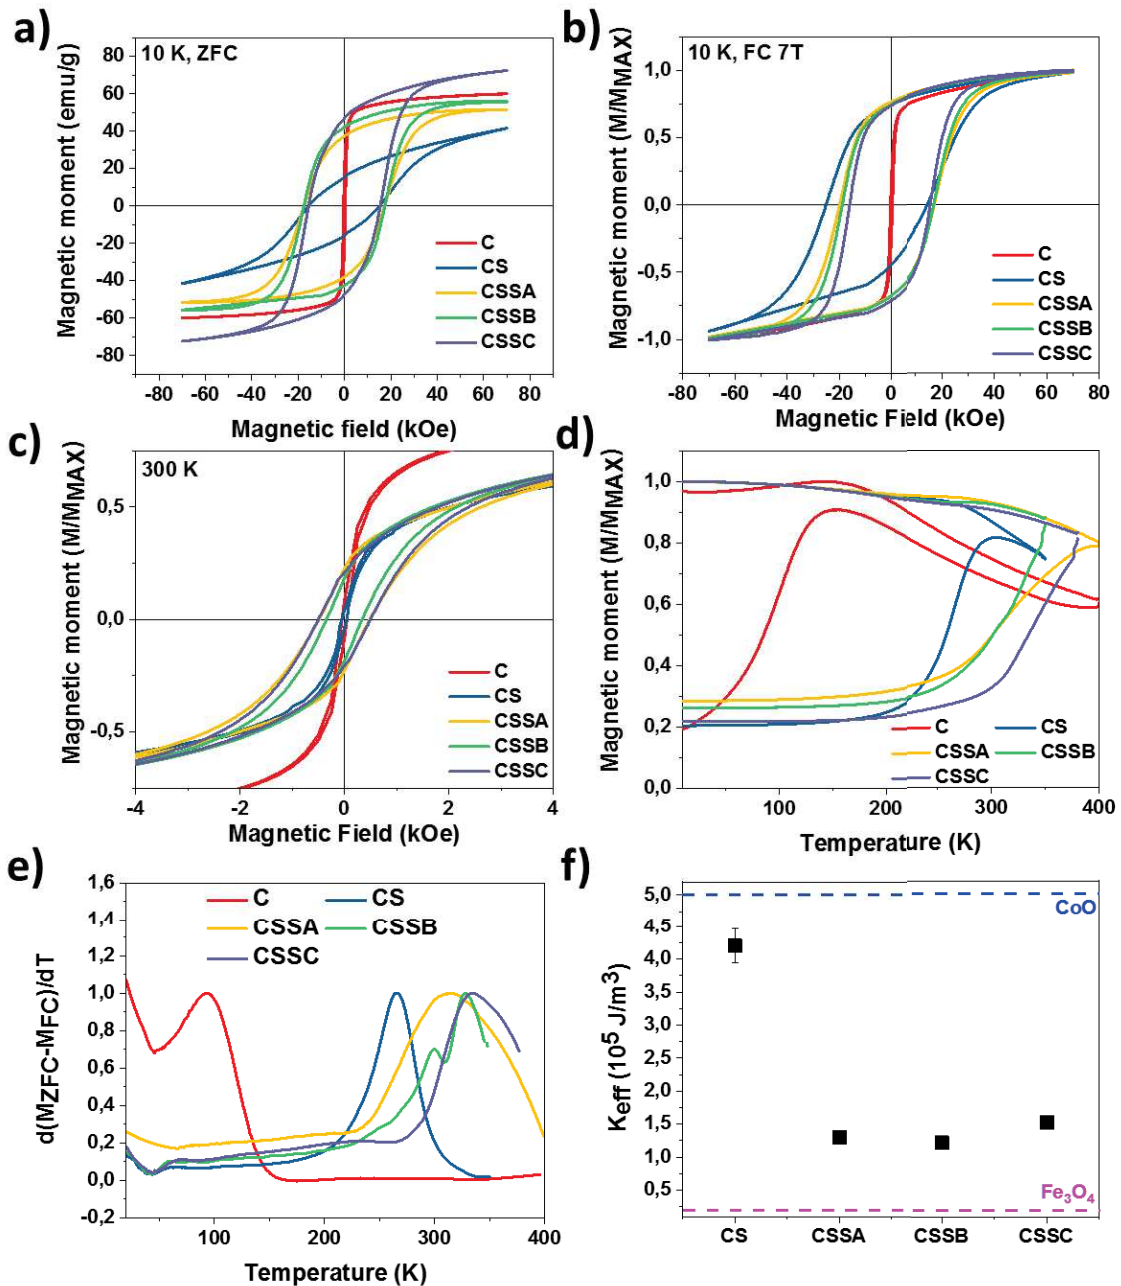 a)
10 K, ZFC
Magnetic moment (emu/g)
80
60
40
20
0
-20
-40
-60
-80
C
CS
CSSA
CSSB
CSSC
-80 -60 -40 -20 0 20 40 60 80
Magnetic field (kOe)
b)
10 K, FC 7T
Magnetic moment (M/MMAX)
1,0
0,5
0,0
-0,5
-1,0
C
CS
CSSA
CSSB
CSSC
-80 -60 -40 -20 0 20 40 60 80
Magnetic Field (kOe)
c)
300 K
Magnetic moment (M/MMAX)
0,5
0,0
-0,5
C
CS
CSSA
CSSB
CSSC
-4 -2 0 2 4
Magnetic Field (kOe)
d)
Magnetic moment (M/MMAX)
1,0
0,8
0,6
0,4
0,2
0,0
C CS
CSSA CSSB
CSSC
100 200 300 400
Temperature (K)
e)
d(MZFC-MFC)/dT
1,6
1,4
1,2
1,0
0,8
0,6
0,4
0,2
0,0
-0,2
C CS
CSSA CSSB
CSSC
100 200 300 400
Temperature (K)
f)
Keff (10⁵ J/m³)
5,0
4,5
4,0
3,5
3,0
2,5
2,0
1,5
1,0
0,5
CoO
Fe₃O₄
CS CSSA CSSB CSSC